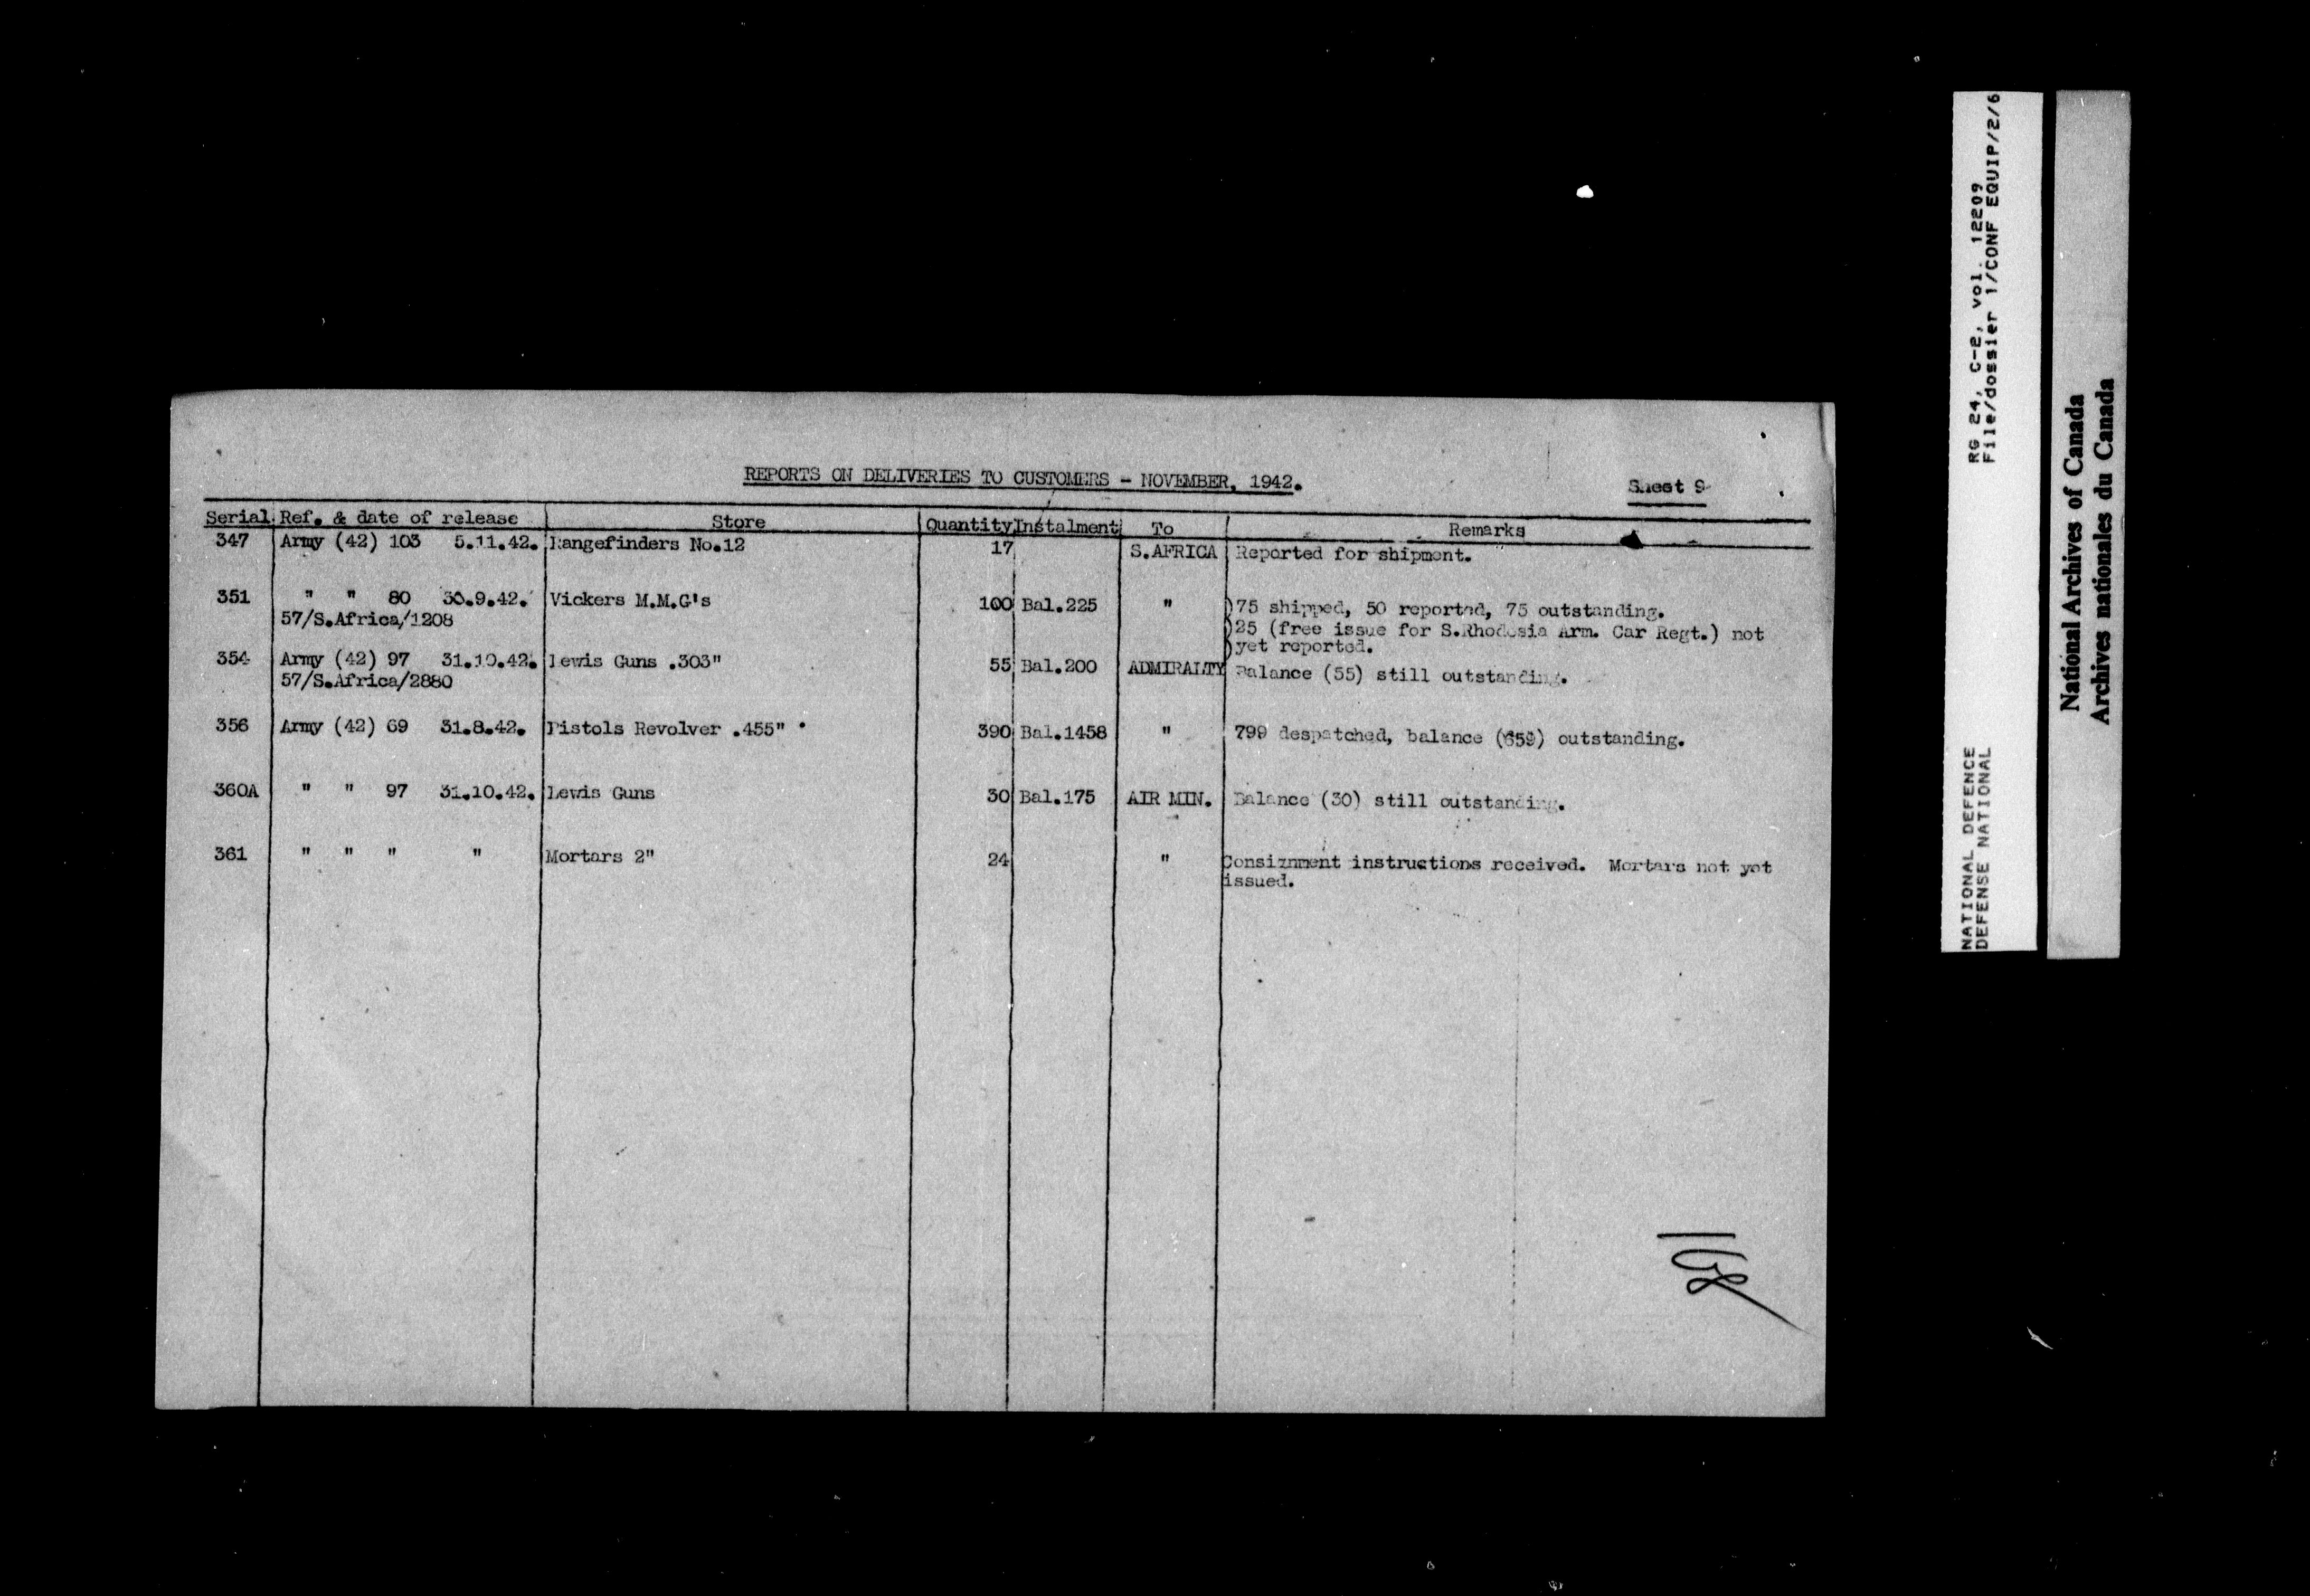 REPORTS ON DELIVERIES TO CUSTOMERS - NOVEMBER, 1942.
Sheet 9
Serial Ref. & date of release Store Quantity Instalment To Remarks
347 Army (42) 103 5.11.42. Rangefinders No.12 17 S.AFRICA Reported for shipment.
351 " " 80 30.9.42. Vickers M.M.G's 100 Bal.225 " )75 shipped, 50 reported, 75 outstanding.
57/S.Africa/1208 )25 (free issue for S.Rhodesia Arm. Car Regt.) not
)yet reported.
354 Army (42) 97 31.10.42. Lewis Guns .303" 55 Bal.200 ADMIRALTY Balance (55) still outstanding.
57/S.Africa/2880
356 Army (42) 69 31.8.42. Pistols Revolver .455" 390 Bal.1458 " 799 despatched, balance (659) outstanding.
360A " " 97 31.10.42. Lewis Guns 30 Bal.175 AIR MIN. Balance (30) still outstanding.
361 " " " " Mortars 2" 24 " Consignment instructions received. Mortars not yet
issued.
168
RG 24, C-2, vol. 12209
File/dossier 1/CONF EQUIP/2/6
NATIONAL DEFENCE
DEFENSE NATIONAL
National Archives of Canada
Archives nationales du Canada